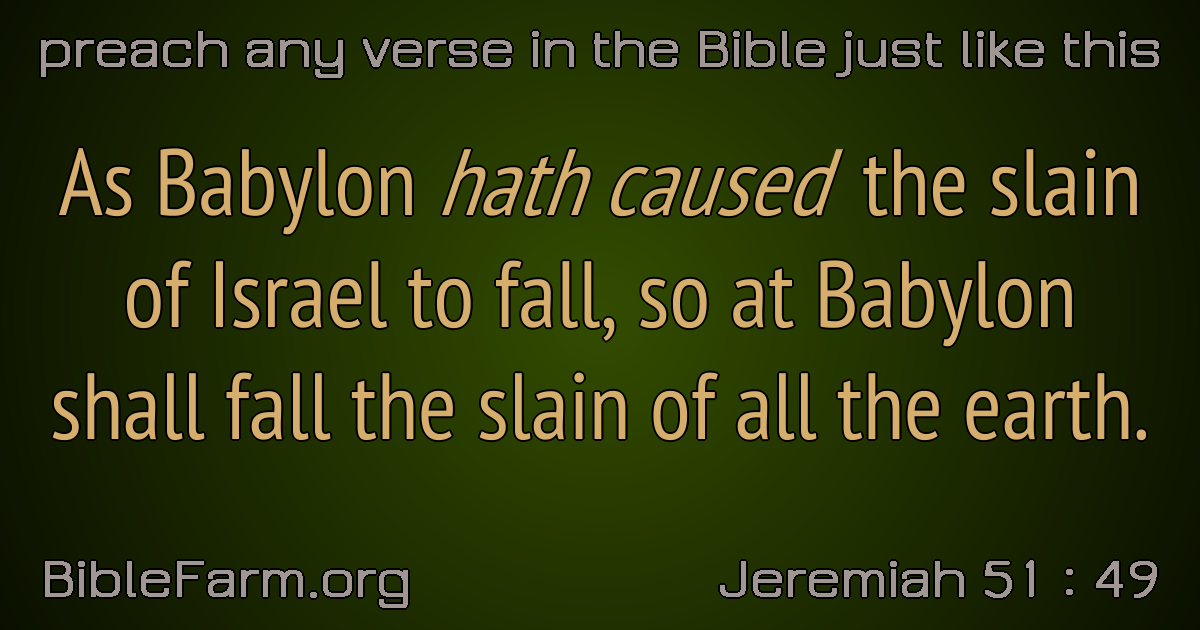 preach any verse in the Bible just like this
As Babylon hath caused the slain
of Israel to fall, so at Babylon
shall fall the slain of all the earth.
BibleFarm.org
Jeremiah 51 : 49